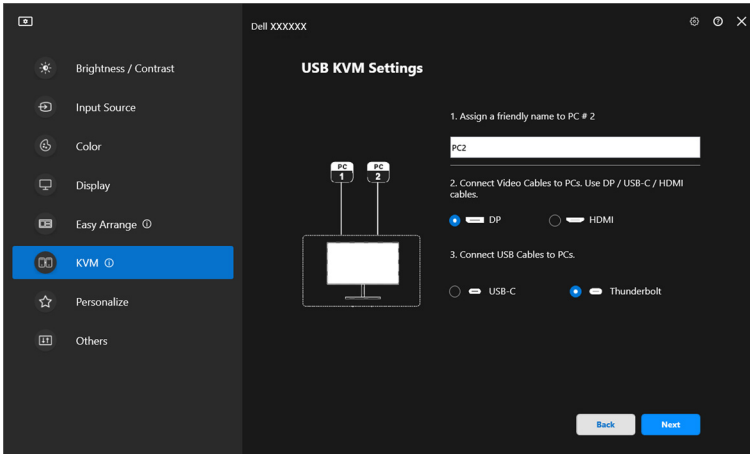 Dell XXXXXX
Brightness / Contrast
Input Source
Color
Display
Easy Arrange
KVM
Personalize
Others
USB KVM Settings
PC
1
PC
2
1. Assign a friendly name to PC # 2
PC2
2. Connect Video Cables to PCs. Use DP / USB-C / HDMI
cables.
DP
HDMI
3. Connect USB Cables to PCs.
USB-C
Thunderbolt
Back
Next